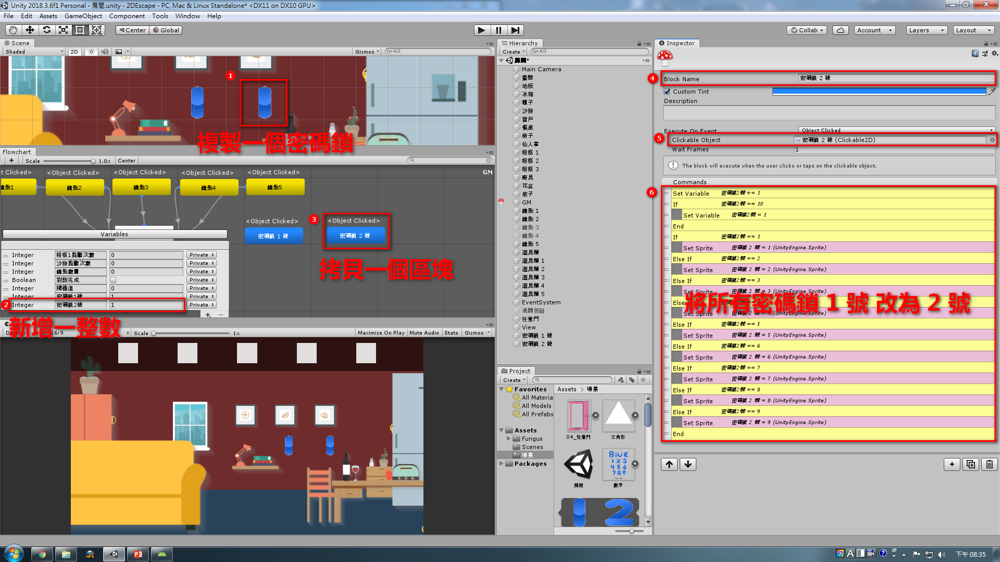 Unity 2018.3.6f1 Personal - 房間.unity - 2DEscape - PC, Mac & Linux Standalone* <DX11 on DX10 GPU>
File Edit Assets GameObject Component Tools Window Help
Center Global
Collab Account Layers Layout
Scene
Shaded 2D Gizmos All
1
複製一個密碼鎖
Flowchart
+ Scale 1.0x Center
GM
t Clicked> <Object Clicked> <Object Clicked> <Object Clicked> <Object Clicked>
鑰匙1 鑰匙2 鑰匙3 鑰匙4 鑰匙5
<Object Clicked> 3 <Object Clicked>
密碼鎖 1 號 密碼鎖 2 號
拷貝一個區塊
Variables
Integer 相框1點擊次數 0 Private
Integer 沙發點擊次數 0 Private
Integer 鑰匙數量 0 Private
Boolean 對話完成 Private
Integer 隨機值 0 Private
Integer 密碼鎖1號 1 Private
2 Integer 密碼鎖2號 1 Private
新增一整數
16:9 Scale 1x Maximize On Play Mute Audio Stats Gizmos
Hierarchy
Create All
房間*
Main Camera
牆壁
地板
冰箱
櫃子
沙發
窗戶
餐桌
椅子
仙人掌
相框 1
相框 2
相框 3
廚具
花盆
架子
GM
鑰匙 1
鑰匙 2
鑰匙 3
鑰匙 4
鑰匙 5
道具欄
道具欄 1
道具欄 2
道具欄 3
道具欄 4
道具欄 5
EventSystem
過關按鈕
任意門
View
密碼鎖 1 號
密碼鎖 2 號
Project
Create
Favorites
All Materia
All Models
All Prefabs
Assets
Fungus
Scenes
場景
Packages
Assets > 場景
04_任意門 三角形
BLUE
1 2 3
4 5 6
7 8 9
房間 數字
1 2
Inspector
4 Block Name 密碼鎖 2 號
Custom Tint
Description
Execute On Event Object Clicked
5 Clickable Object 密碼鎖 2 號 (Clickable2D)
Wait Frames 1
The block will execute when the user clicks or taps on the clickable object.
Commands
6
Set Variable 密碼鎖2號 += 1
If 密碼鎖2號 == 10
Set Variable 密碼鎖2號 = 1
End
If 密碼鎖2號 == 1
Set Sprite 密碼鎖 2 號 = 1 (UnityEngine.Sprite)
Else If 密碼鎖2號 == 2
Set Sprite 密碼鎖 2 號 = 2 (UnityEngine.Sprite)
Else If 密碼鎖2號 == 3
Set Sprite 密碼鎖 2 號 = 3 (UnityEngine.Sprite)
將所有密碼鎖 1 號 改為 2 號
Else If
Set Sprite 密碼鎖 2 號 = 4 (UnityEngine.Sprite)
Else If 密碼鎖2號 == 5
Set Sprite 密碼鎖 2 號 = 5 (UnityEngine.Sprite)
Else If 密碼鎖2號 == 6
Set Sprite 密碼鎖 2 號 = 6 (UnityEngine.Sprite)
Else If 密碼鎖2號 == 7
Set Sprite 密碼鎖 2 號 = 7 (UnityEngine.Sprite)
Else If 密碼鎖2號 == 8
Set Sprite 密碼鎖 2 號 = 8 (UnityEngine.Sprite)
Else If 密碼鎖2號 == 9
Set Sprite 密碼鎖 2 號 = 9 (UnityEngine.Sprite)
End
HFS
A
下午 08:35